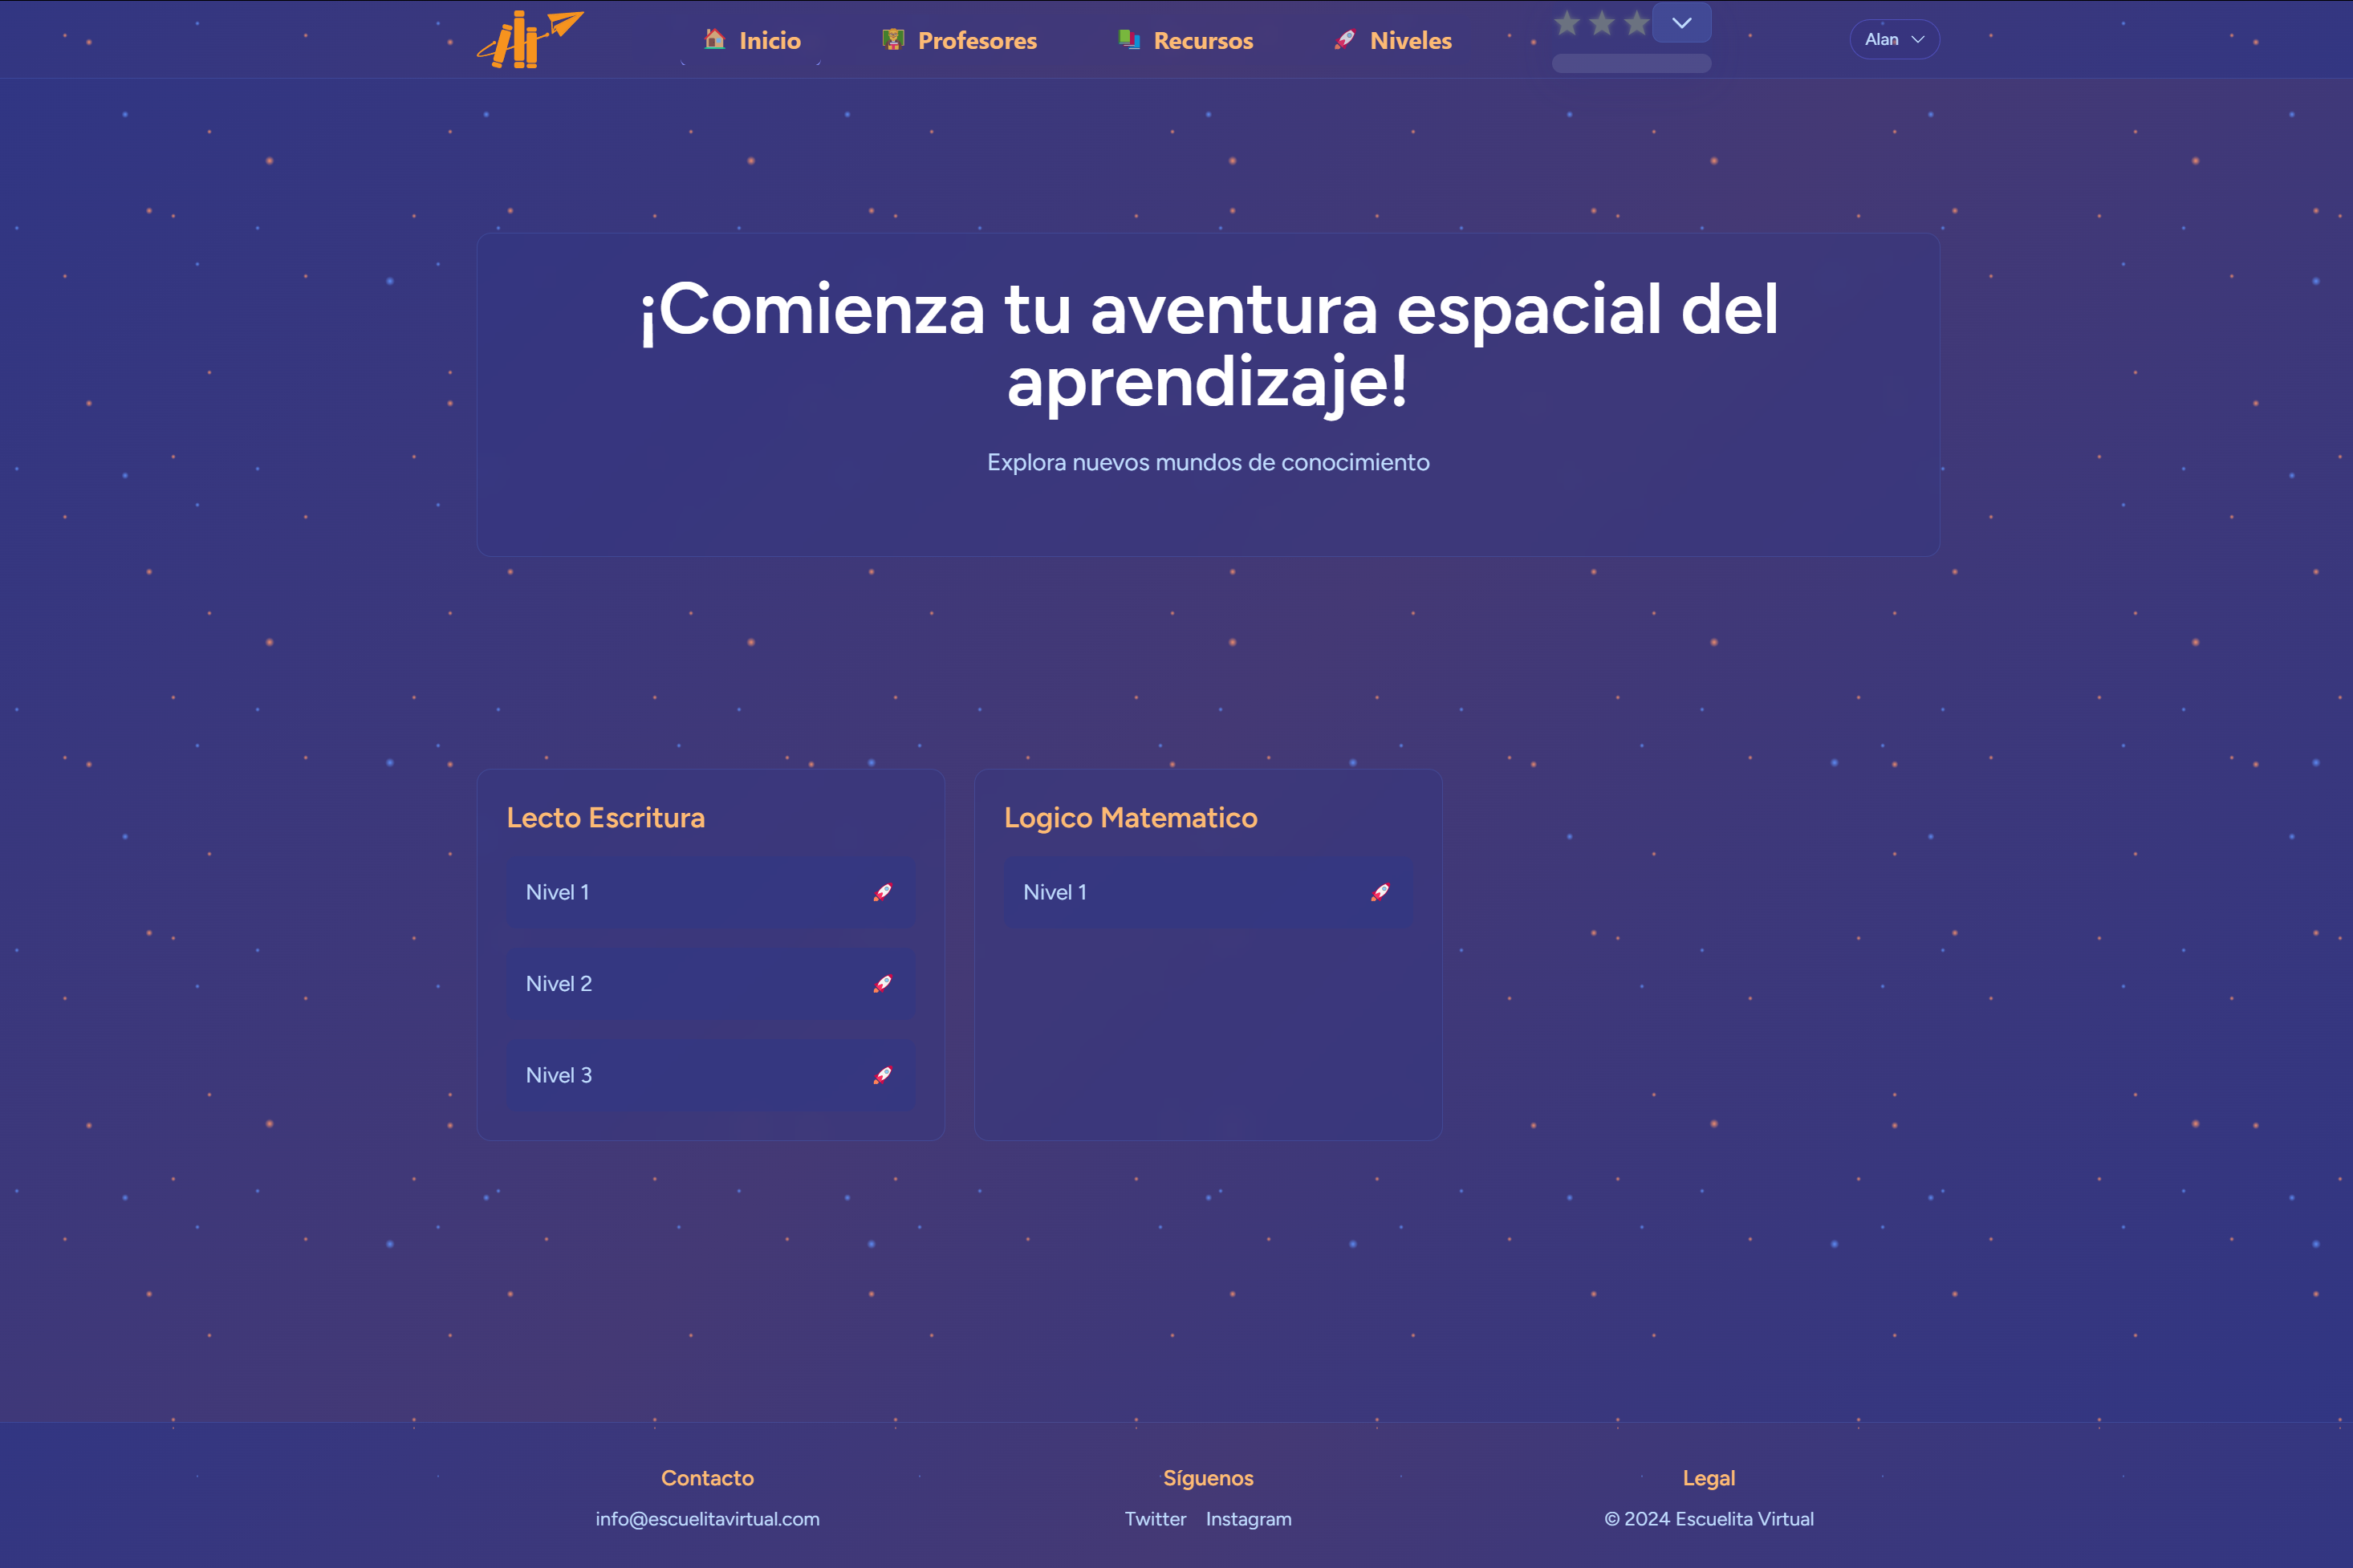 Inicio
Profesores
Recursos
Niveles
Alan
¡Comienza tu aventura espacial del
aprendizaje!
Explora nuevos mundos de conocimiento
Lecto Escritura
Nivel 1
Nivel 2
Nivel 3
Logico Matematico
Nivel 1
Contacto
info@escuelitavirtual.com
Síguenos
Twitter Instagram
Legal
© 2024 Escuelita Virtual